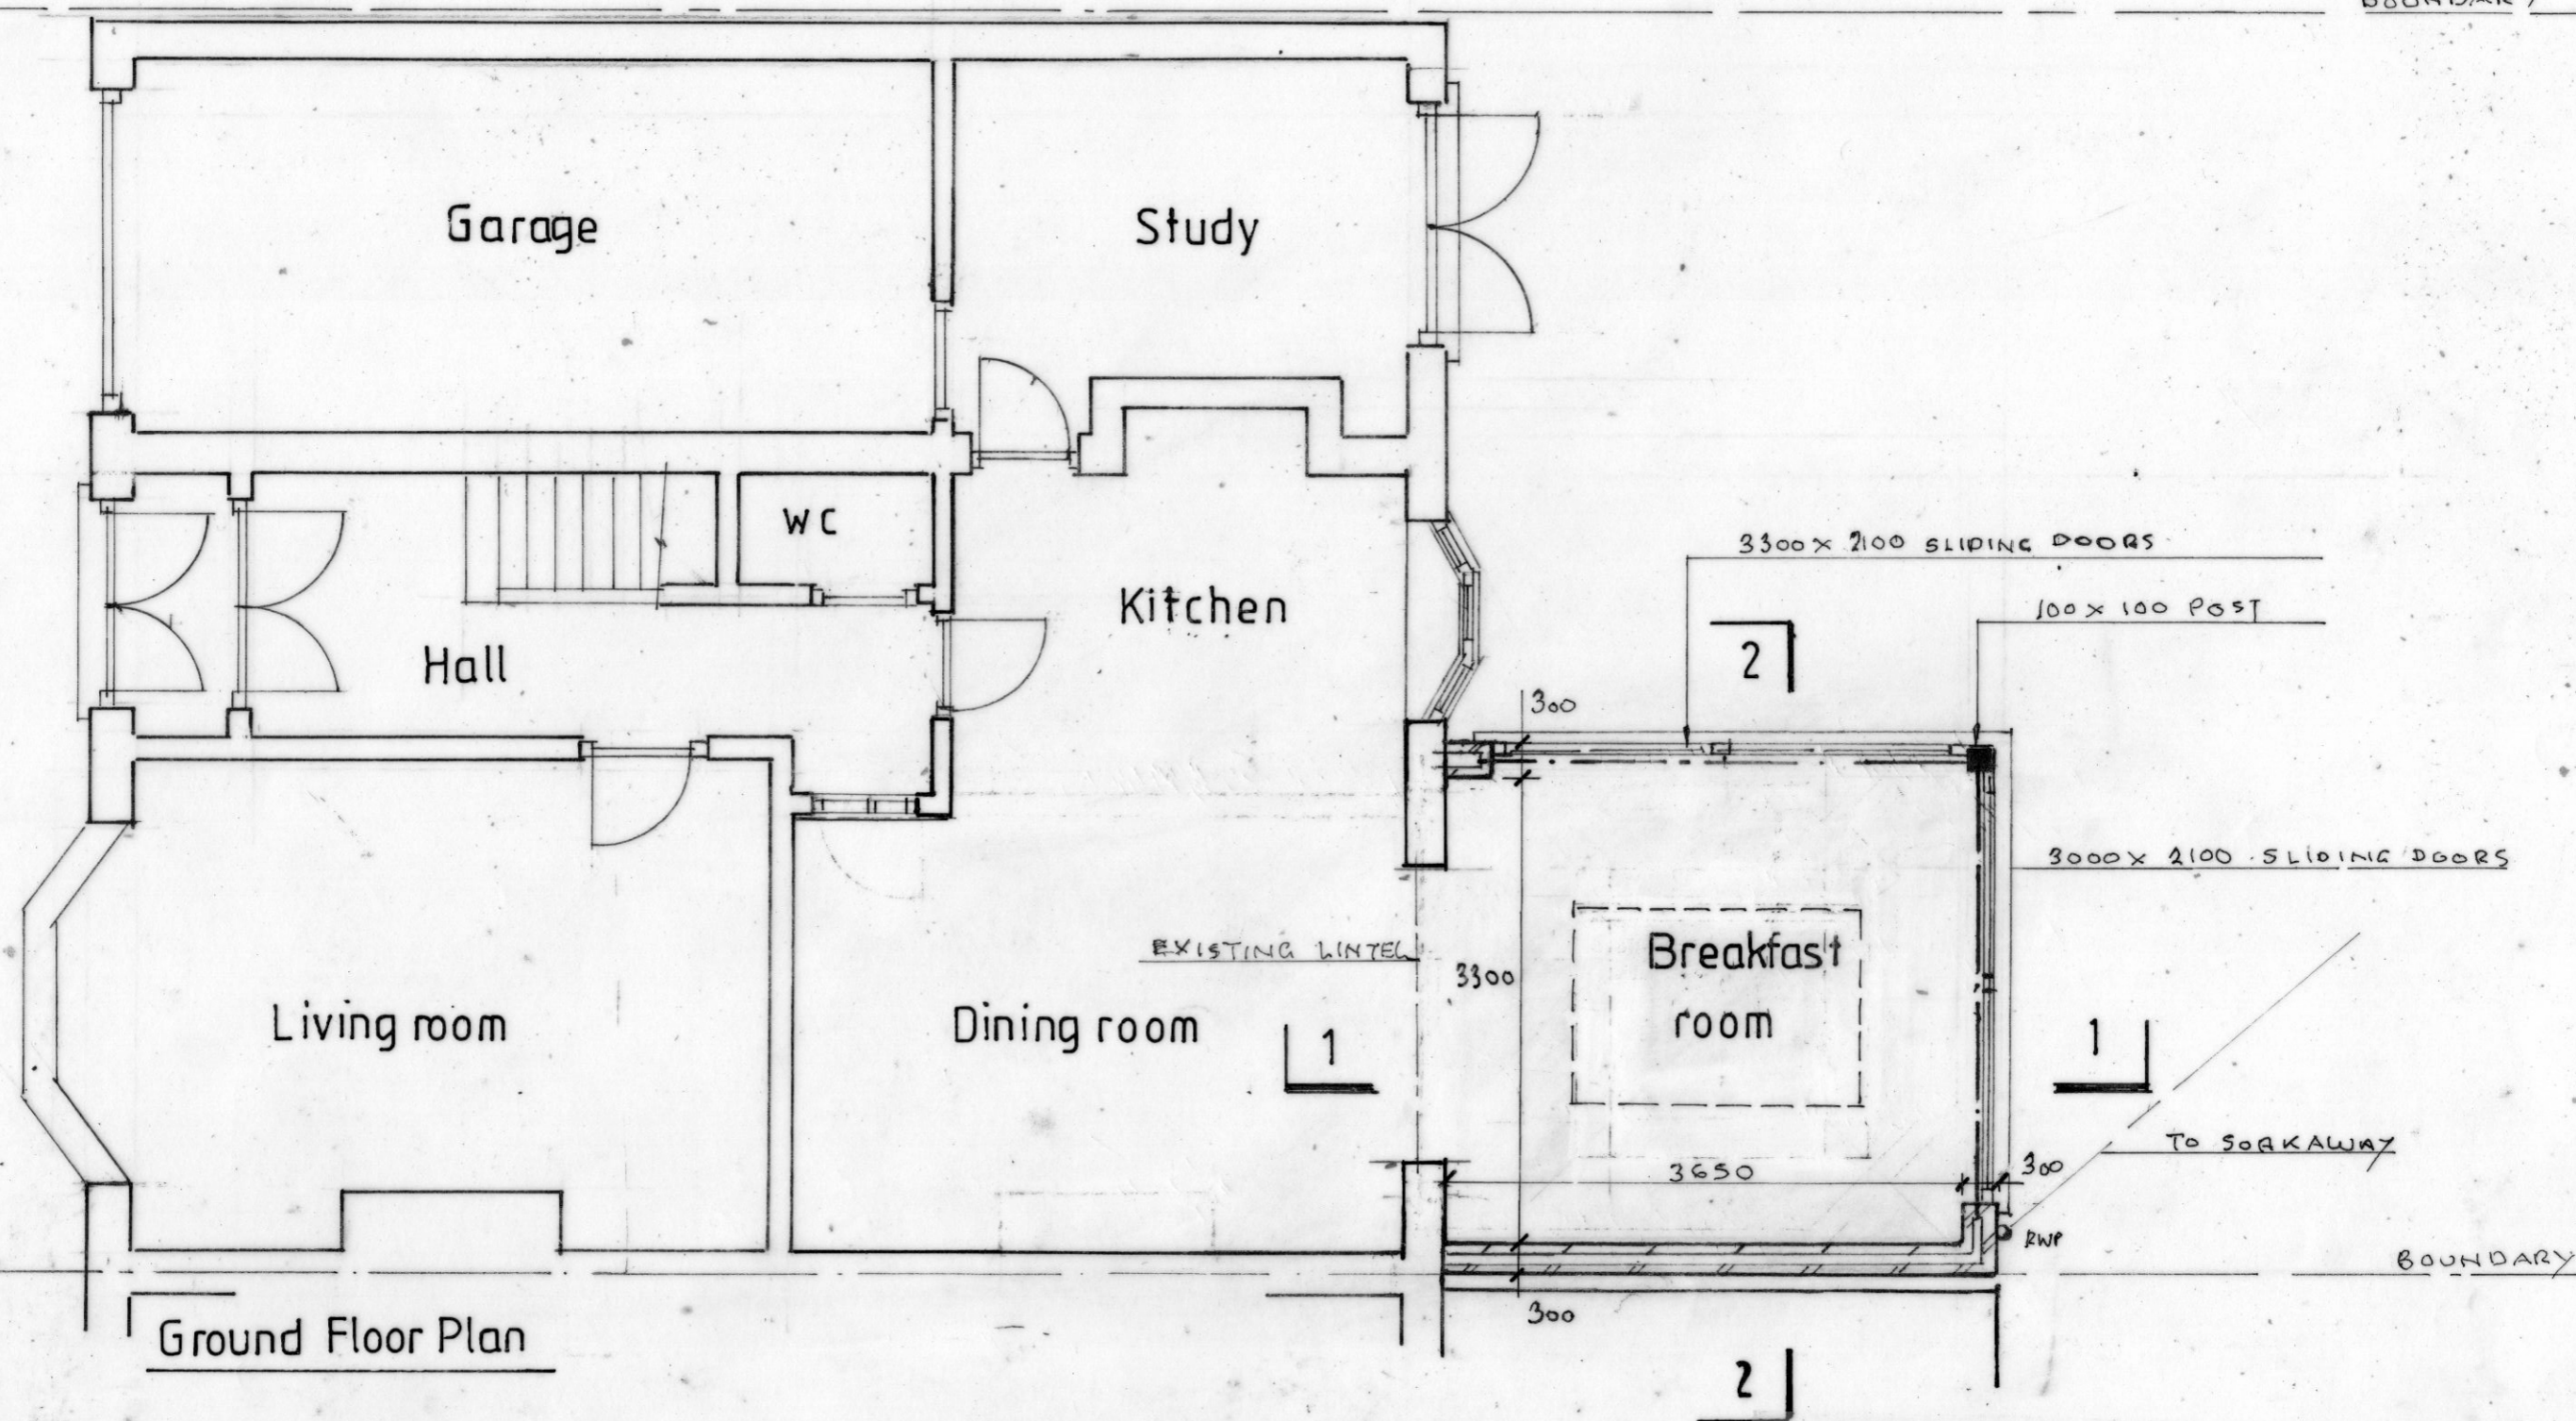 BOUNDARY
Garage
Study
WC
3300 X 2100 SLIDING DOORS
100 X 100 POST
Kitchen
Hall
2
300
3000 X 2100 SLIDING DOORS
EXISTING LINTEL
Breakfast
room
3300
Living room
Dining room
1
1
TO SOAKAWAY
3650
300
RWP
BOUNDARY
300
Ground Floor Plan
2